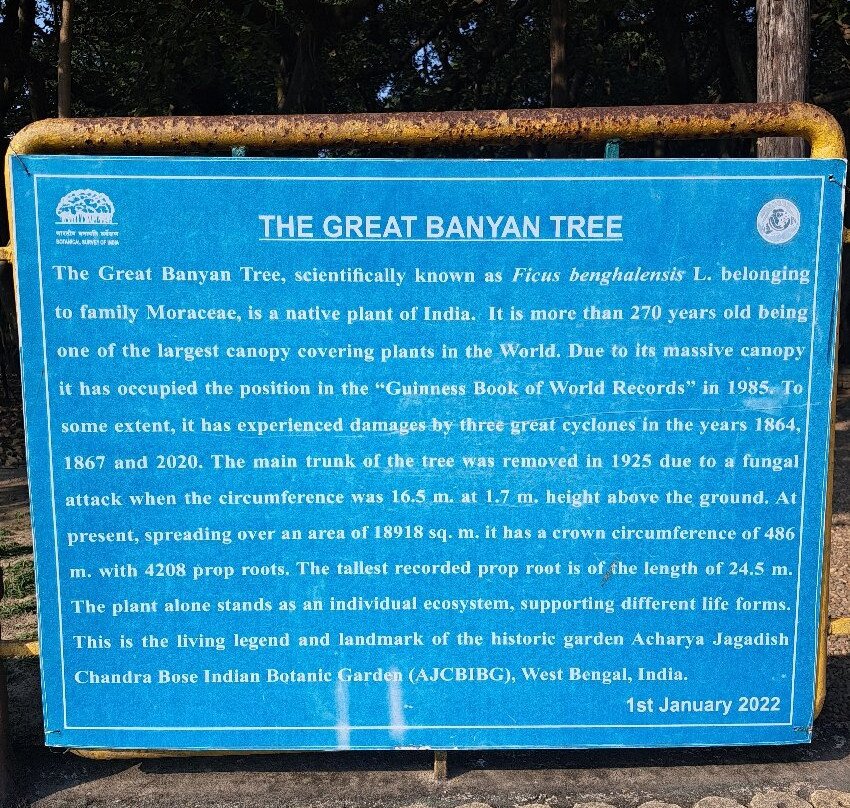 भारतीय वनस्पति सर्वेक्षण
BOTANICAL SURVEY OF INDIA
THE GREAT BANYAN TREE
The Great Banyan Tree, scientifically known as Ficus benghalensis L. belonging
to family Moraceae, is a native plant of India. It is more than 270 years old being
one of the largest canopy covering plants in the World. Due to its massive canopy
it has occupied the position in the “Guinness Book of World Records” in 1985. To
some extent, it has experienced damages by three great cyclones in the years 1864,
1867 and 2020. The main trunk of the tree was removed in 1925 due to a fungal
attack when the circumference was 16.5 m. at 1.7 m. height above the ground. At
present, spreading over an area of 18918 sq. m. it has a crown circumference of 486
m. with 4208 prop roots. The tallest recorded prop root is of the length of 24.5 m.
The plant alone stands as an individual ecosystem, supporting different life forms.
This is the living legend and landmark of the historic garden Acharya Jagadish
Chandra Bose Indian Botanic Garden (AJCBIBG), West Bengal, India.
1st January 2022